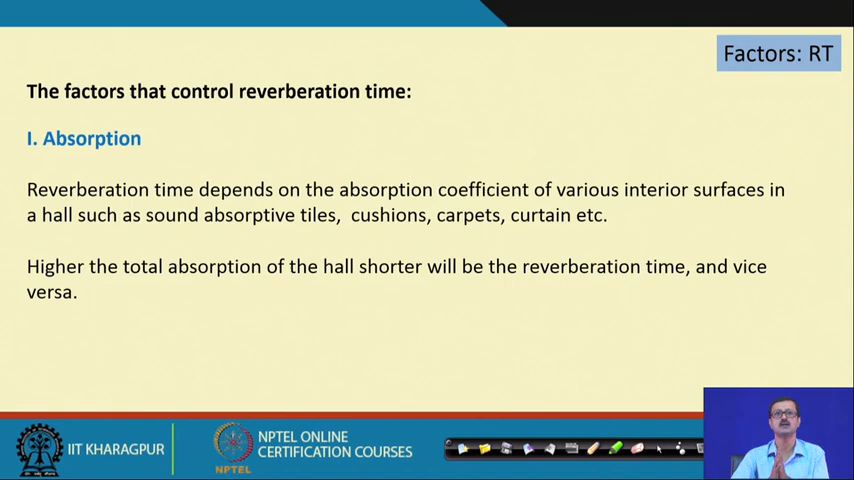 Factors: RT
The factors that control reverberation time:
I. Absorption
Reverberation time depends on the absorption coefficient of various interior surfaces in
a hall such as sound absorptive tiles, cushions, carpets, curtain etc.
Higher the total absorption of the hall shorter will be the reverberation time, and vice
versa.
IIT KHARAGPUR
NPTEL
NPTEL ONLINE
CERTIFICATION COURSES